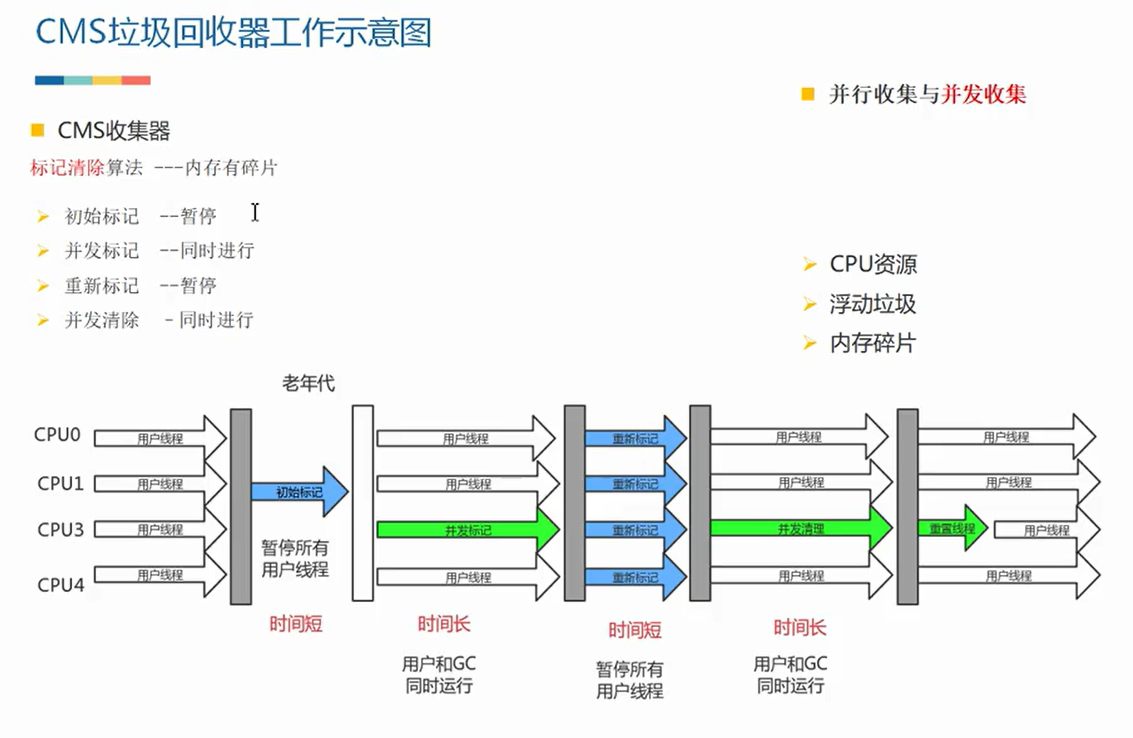 CMS垃圾回收器工作示意图
并行收集与并发收集
CMS收集器
标记清除算法 ---内存有碎片
初始标记 --暂停
并发标记 --同时进行
重新标记 --暂停
并发清除 - 同时进行
CPU资源
浮动垃圾
内存碎片
老年代
CPU0 用户线程 用户线程 重新标记 用户线程 用户线程
CPU1 用户线程 初始标记 用户线程 重新标记 用户线程 用户线程
CPU3 用户线程 并发标记 重新标记 并发清理 重置线程 用户线程
CPU4 用户线程 用户线程 重新标记 用户线程 用户线程
暂停所有
用户线程
时间短 时间长 时间短 时间长
用户和GC
同时运行
暂停所有
用户线程
用户和GC
同时运行